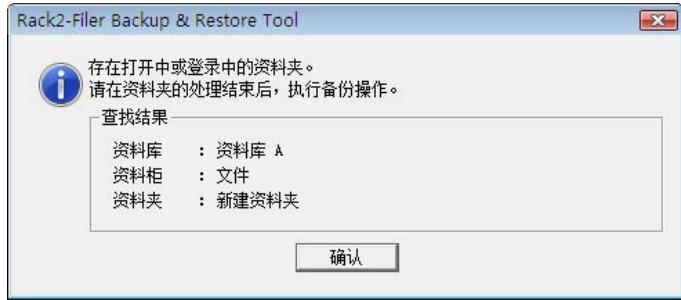 Rack2-Filer Backup & Restore Tool
存在打开中或登录中的资料夹。
请在资料夹的处理结束后，执行备份操作。
查找结果
资料库 ：资料库 A
资料柜 ：文件
资料夹 ：新建资料夹
确认